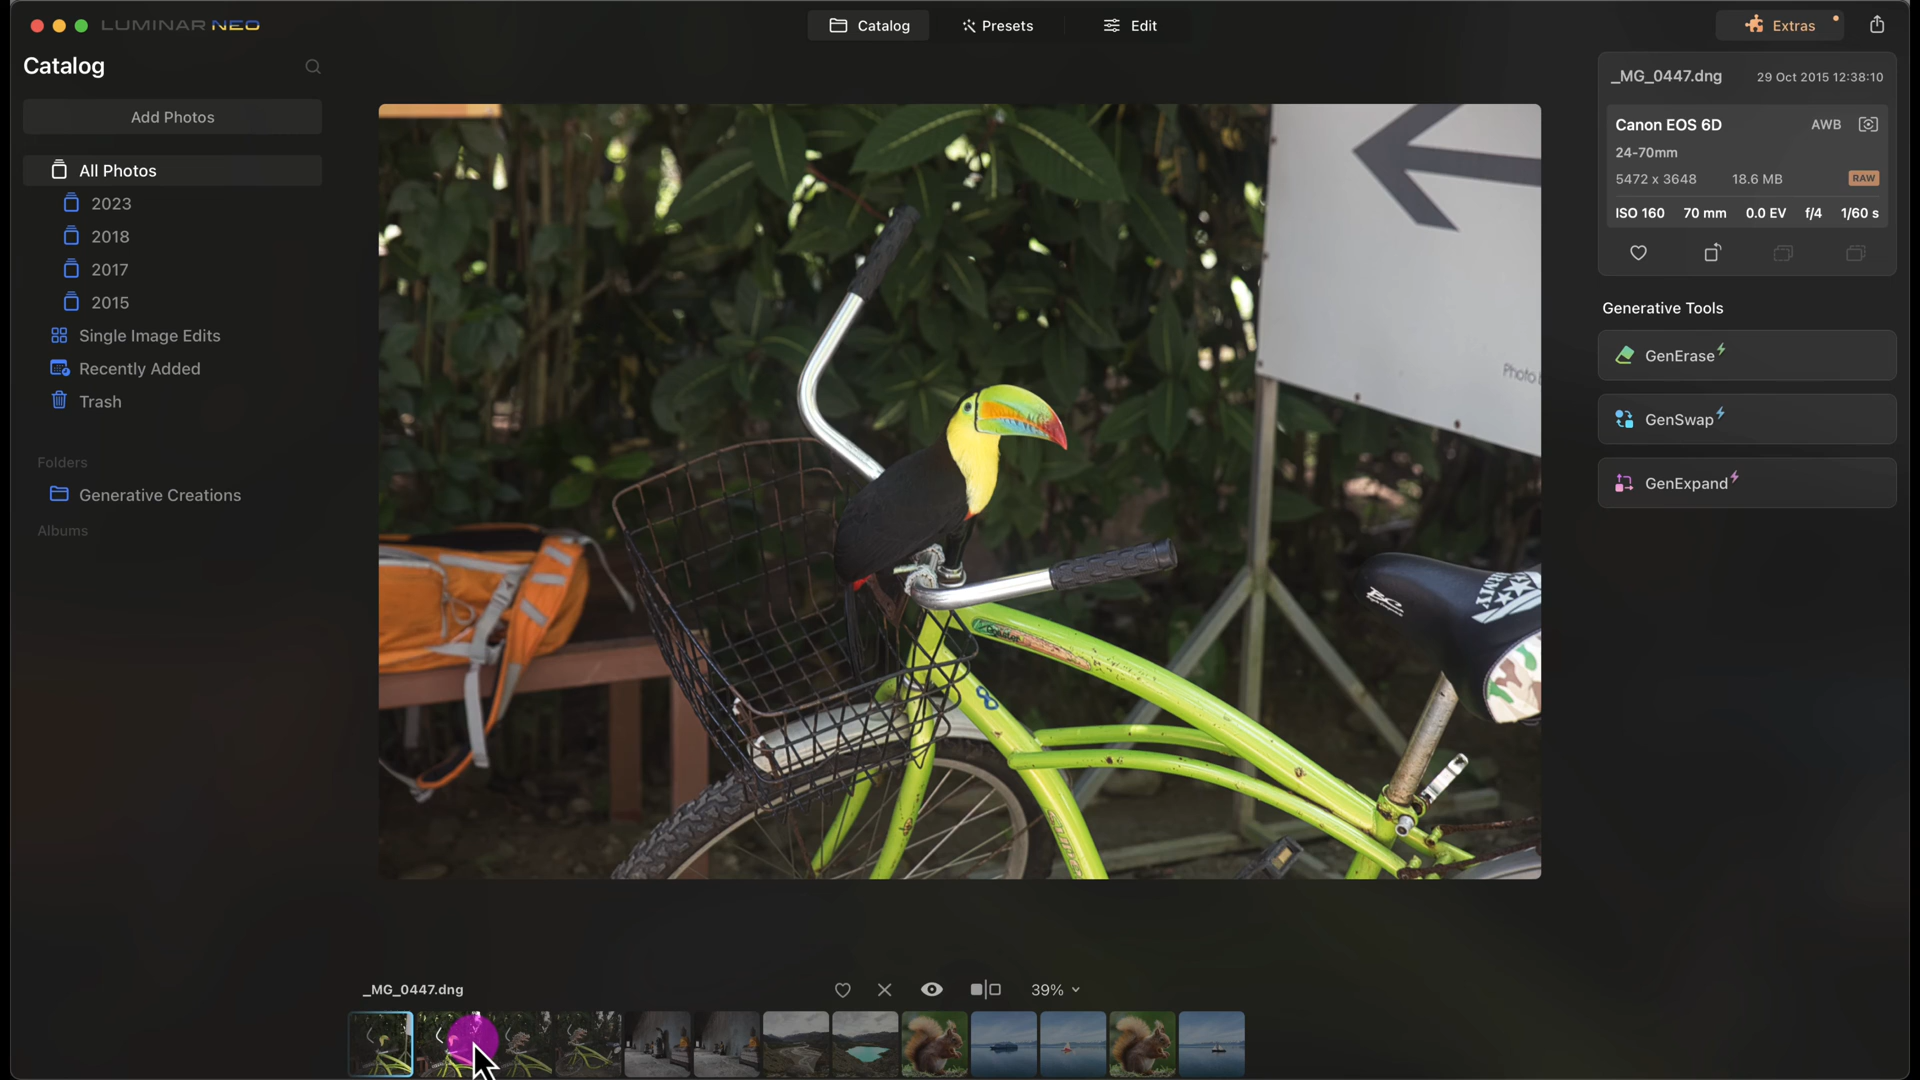 LUMINAR NEO
Catalog
Presets
Edit
Extras
Catalog
Add Photos
All Photos
2023
2018
2017
2015
Single Image Edits
Recently Added
Trash
Folders
Generative Creations
Albums
_MG_0447.dng
29 Oct 2015 12:38:10
Canon EOS 6D
AWB
24-70mm
5472 x 3648
18.6 MB
RAW
ISO 160
70 mm
0.0 EV
f/4
1/60 s
Generative Tools
GenErase
GenSwap
GenExpand
Photo
_MG_0447.dng
39%